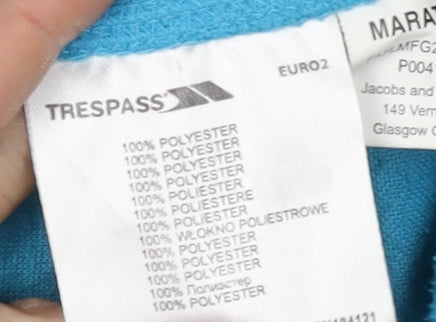 EURO2
TRESPASS
100% POLYESTER
100% POLYESTER
100% POLYESTER
100% POLYESTER
100% POLIESTER
100% POLIESTERE
100% POLIESTER
100% WŁOKNO POLIESTROWE
100% POLYESTER
100% POLYESTER
100% POLYESTER
100% Полиэстер
100% POLYESTER
MARAT
P004
Jacobs and
149 Vern
Glasgow